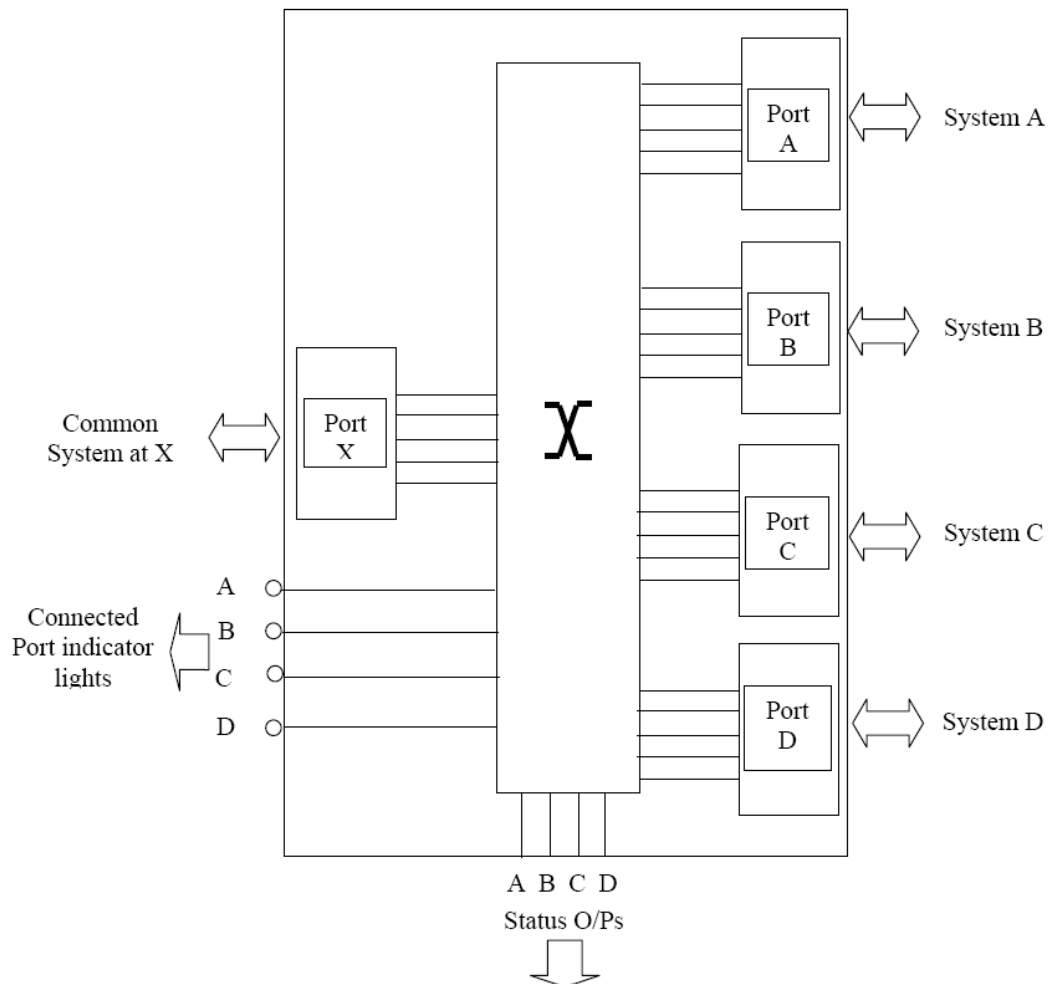 Port
A
System A
Port
B
System B
Common
System at X
Port
X
Port
C
System C
A
Connected
Port indicator
lights
B
C
D
Port
D
System D
A B C D
Status O/Ps